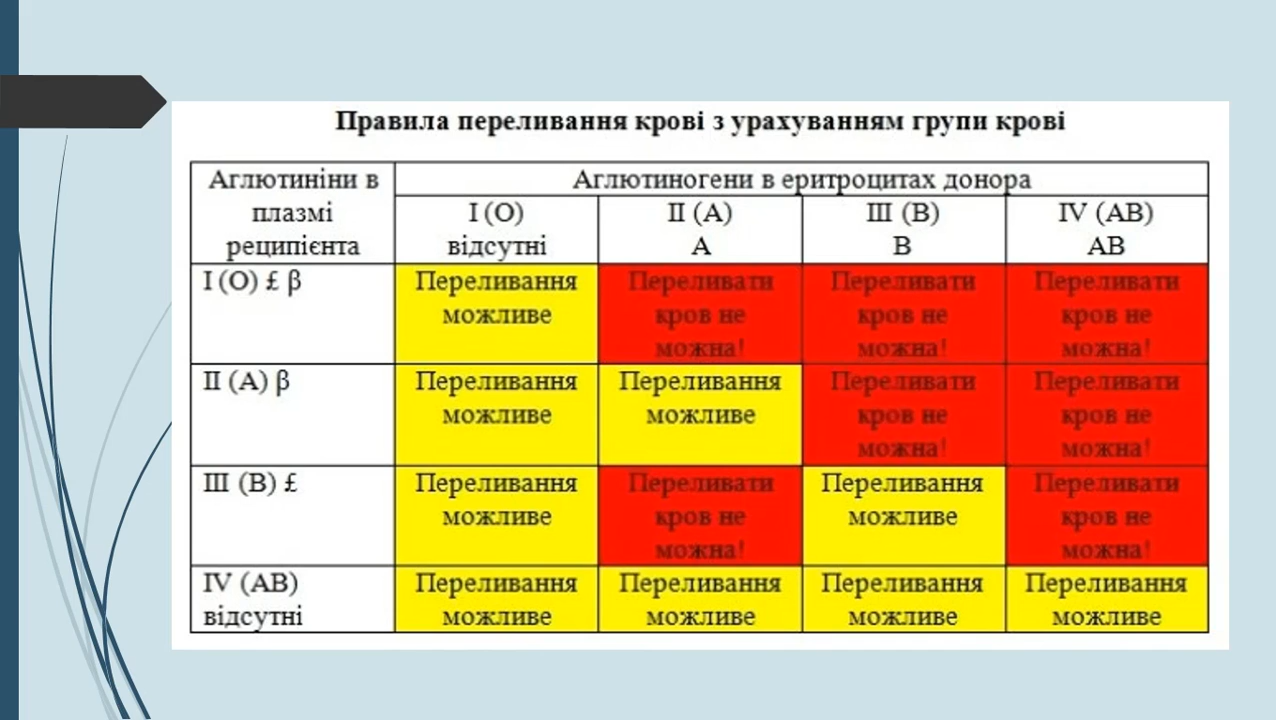 Правила переливання крові з урахуванням групи крові
Аглютиніни в
плазмі
реципієнта
Аглютиногени в еритроцитах донора
I (O)
відсутні
II (A)
A
III (B)
B
IV (AB)
AB
I (O) £ β
Переливання
можливе
Переливати
кров не
можна!
Переливати
кров не
можна!
Переливати
кров не
можна!
II (A) β
Переливання
можливе
Переливання
можливе
Переливати
кров не
можна!
Переливати
кров не
можна!
III (B) £
Переливання
можливе
Переливати
кров не
можна!
Переливання
можливе
Переливати
кров не
можна!
IV (AB)
відсутні
Переливання
можливе
Переливання
можливе
Переливання
можливе
Переливання
можливе